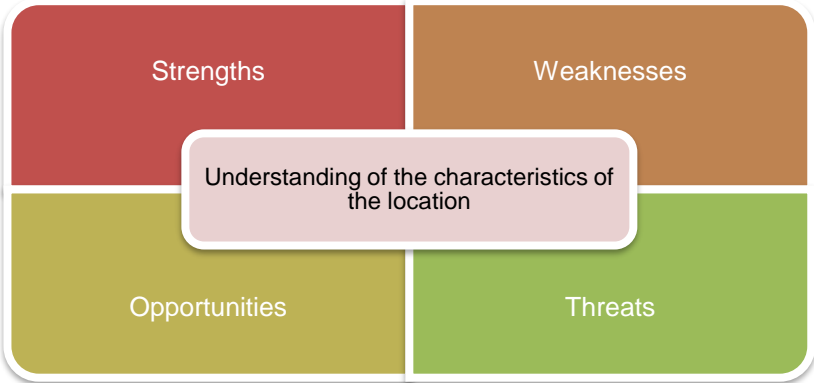 Strengths
Weaknesses
Understanding of the characteristics of
the location
Opportunities
Threats